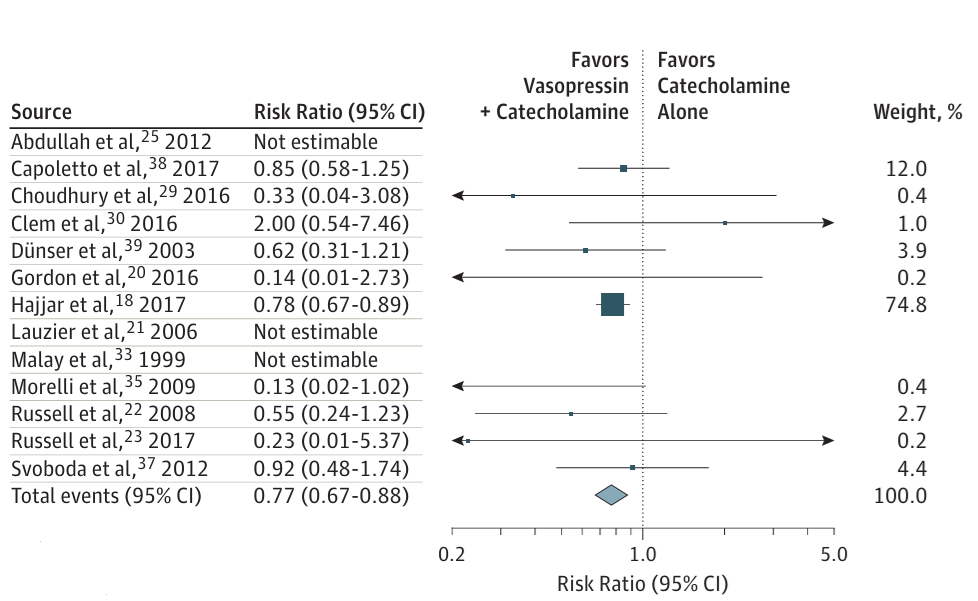 Favors Favors
Vasopressin Catecholamine
Source Risk Ratio (95% CI) + Catecholamine Alone Weight, %
Abdullah et al,25 2012 Not estimable
Capoletto et al,38 2017 0.85 (0.58-1.25) 12.0
Choudhury et al,29 2016 0.33 (0.04-3.08) 0.4
Clem et al,30 2016 2.00 (0.54-7.46) 1.0
Dünser et al,39 2003 0.62 (0.31-1.21) 3.9
Gordon et al,20 2016 0.14 (0.01-2.73) 0.2
Hajjar et al,18 2017 0.78 (0.67-0.89) 74.8
Lauzier et al,21 2006 Not estimable
Malay et al,33 1999 Not estimable
Morelli et al,35 2009 0.13 (0.02-1.02) 0.4
Russell et al,22 2008 0.55 (0.24-1.23) 2.7
Russell et al,23 2017 0.23 (0.01-5.37) 0.2
Svoboda et al,37 2012 0.92 (0.48-1.74) 4.4
Total events (95% CI) 0.77 (0.67-0.88) 100.0
0.2 1.0 5.0
Risk Ratio (95% CI)